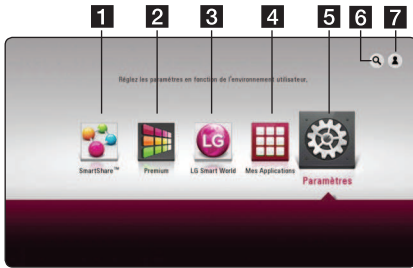 1 2 3 4 5 6 7
Réglez les paramètres en fonction de l'environnement utilisateur.
LG
SmartShare™ Premium LG Smart World Mes Applications
Paramètres